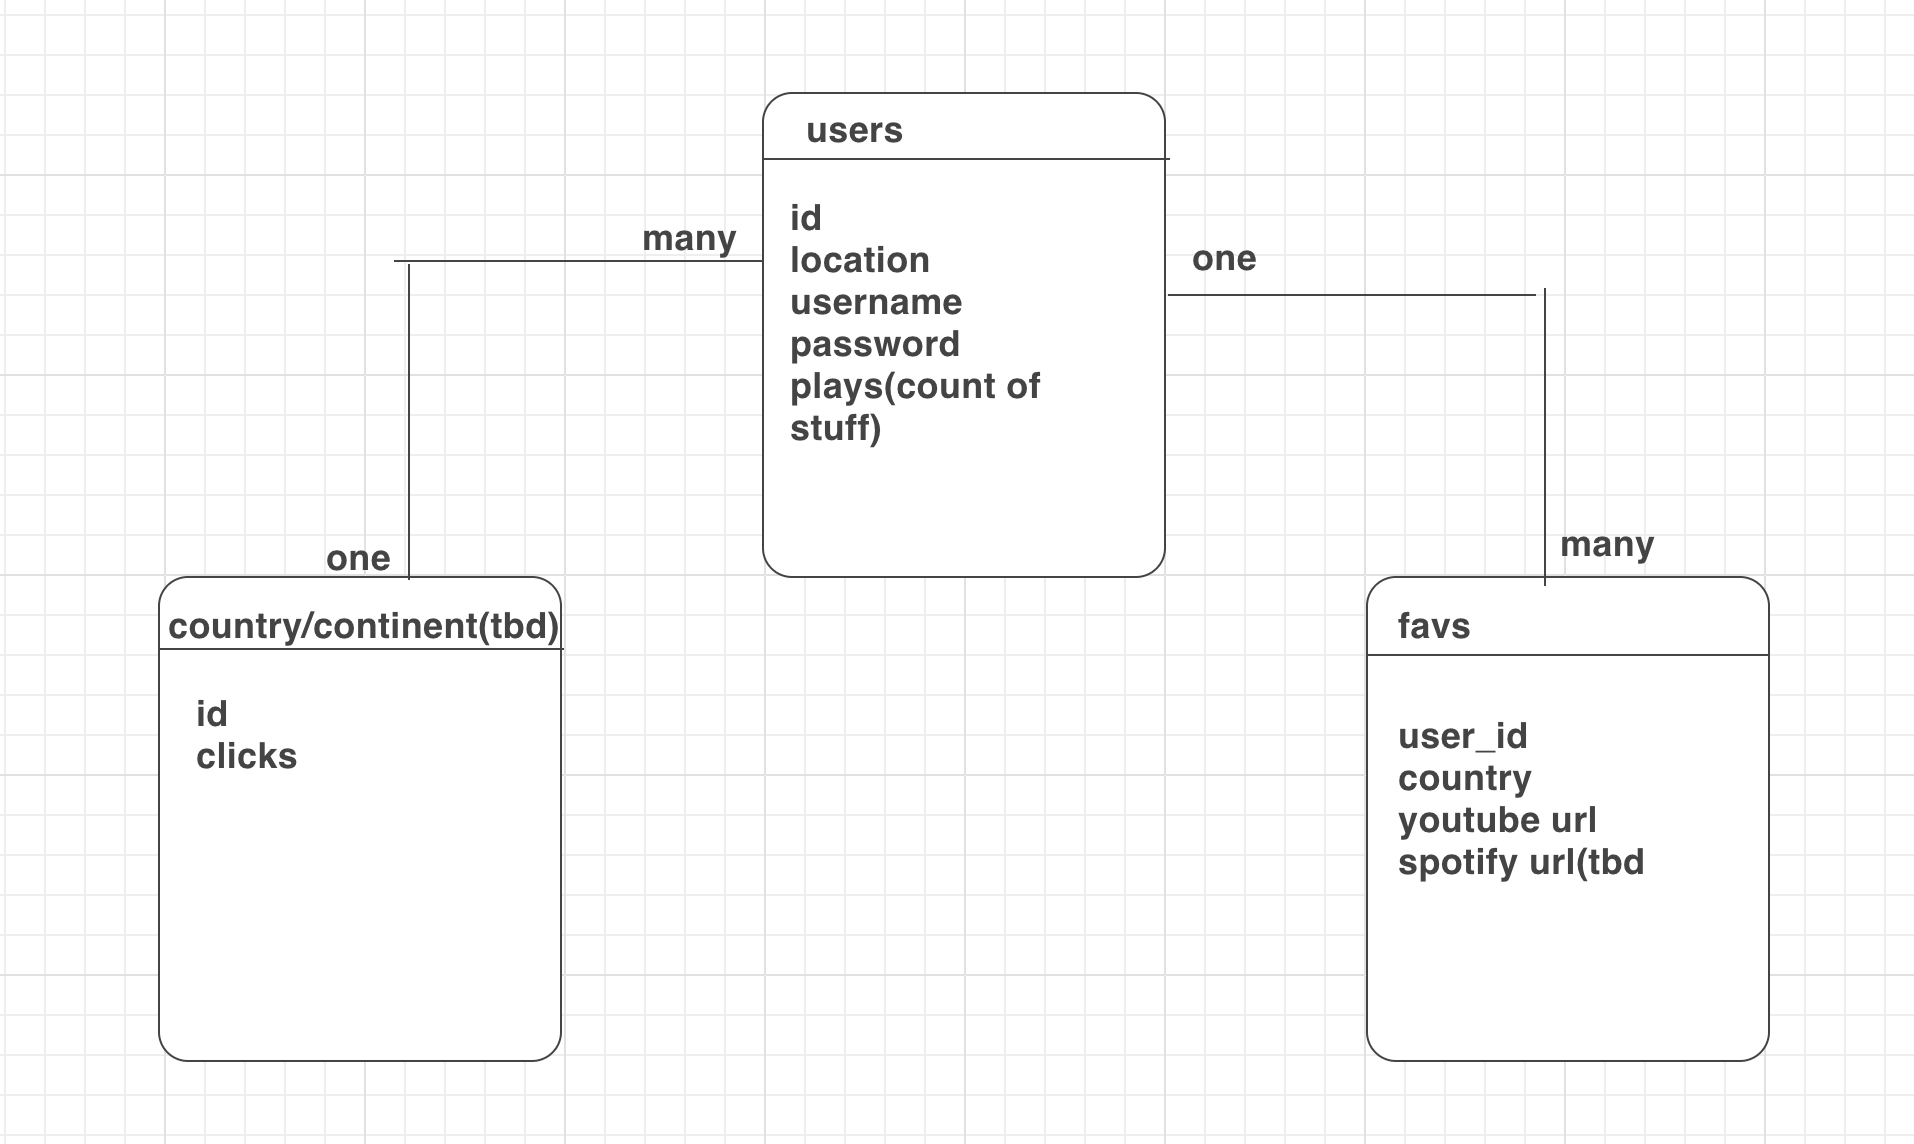 users
id
location
username
password
plays(count of
stuff)
many
one
one
country/continent(tbd)
id
clicks
many
favs
user_id
country
youtube url
spotify url(tbd